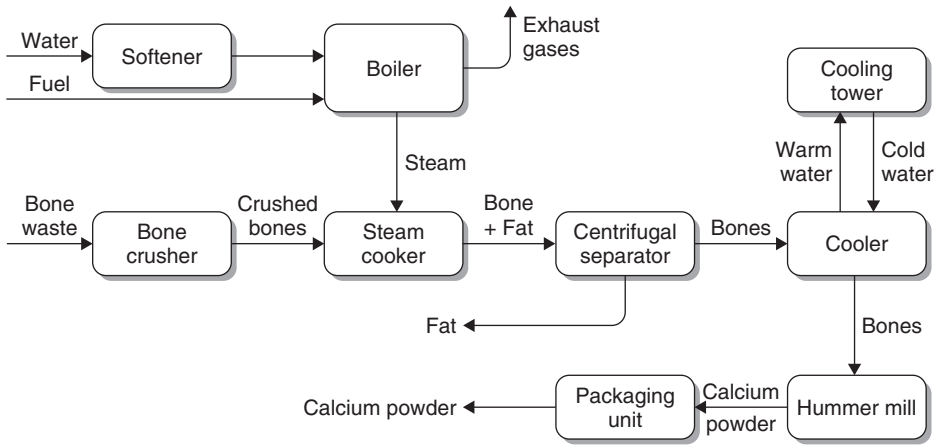 Water
Softener
Boiler
Exhaust
gases
Fuel
Cooling
tower
Steam
Warm
water
Cold
water
Bone
waste
Bone
crusher
Crushed
bones
Steam
cooker
Bone
+ Fat
Centrifugal
separator
Bones
Cooler
Fat
Bones
Calcium powder
Packaging
unit
Calcium
powder
Hummer mill